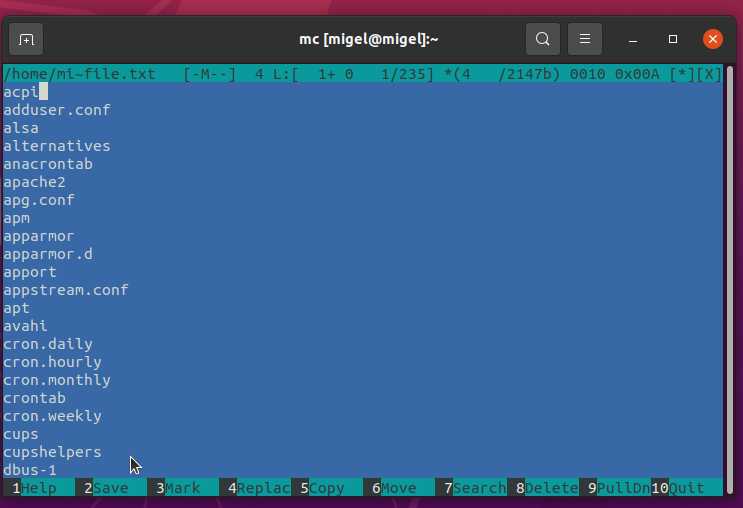 mc [migel@migel]:~
/home/mi~file.txt [-M--] 4 L:[ 1+ 0 1/235] *(4 /2147b) 0010 0x00A [*][X]
acpi
adduser.conf
alsa
alternatives
anacrontab
apache2
apg.conf
apm
apparmor
apparmor.d
apport
appstream.conf
apt
avahi
cron.daily
cron.hourly
cron.monthly
crontab
cron.weekly
cups
cupshelpers
dbus-1
1Help 2Save 3Mark 4Replac 5Copy 6Move 7Search 8Delete 9PullDn 10Quit